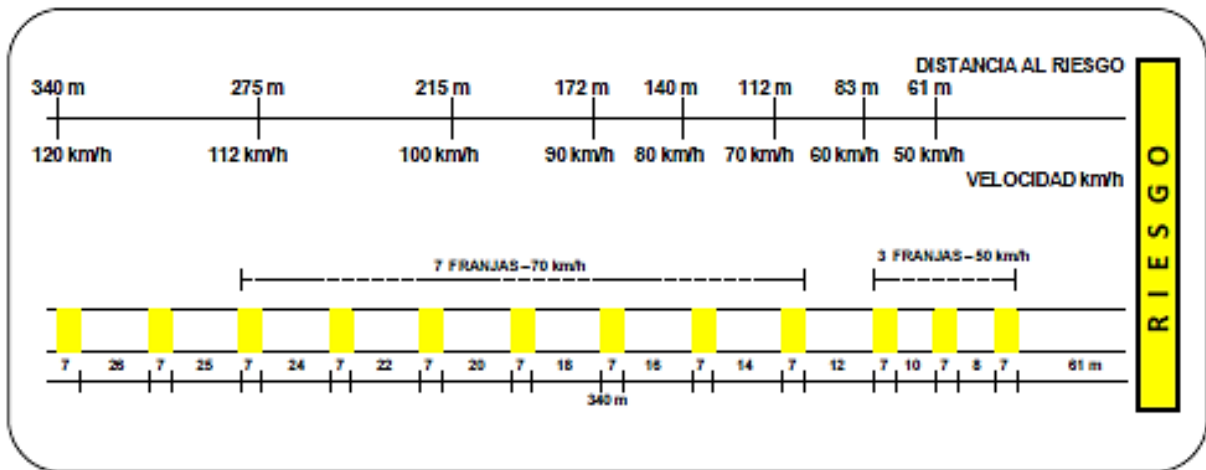 DISTANCIA AL RIESGO
340 m 275 m 215 m 172 m 140 m 112 m 83 m 61 m
120 km/h 112 km/h 100 km/h 90 km/h 80 km/h 70 km/h 60 km/h 50 km/h
VELOCIDAD km/h
7 FRANJAS – 70 km/h 3 FRANJAS – 50 km/h
7 26 7 25 7 24 7 22 7 20 7 18 7 16 7 14 7 12 7 10 7 8 7 61 m
340 m
RIESGO